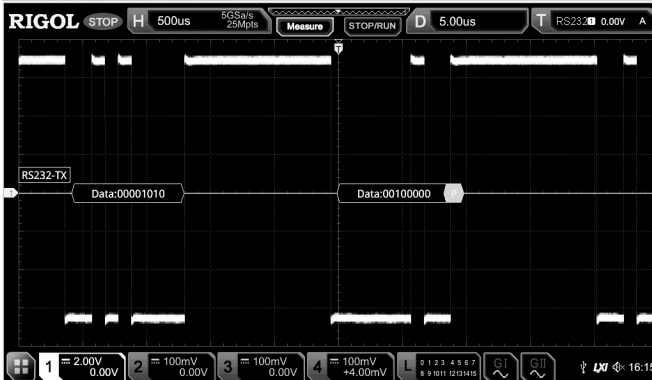 RIGOL STOP H 500us 5GSa/s 25Mpts Measure STOP/RUN D 5.00us T RS232 1 0.00V A
T
RS232-TX
1 Data:00001010 Data:00100000 P
1 2.00V 0.00V 2 100mV 0.00V 3 100mV 0.00V 4 100mV +4.00mV L 0 1 2 3 4 5 6 7 8 9 10 11 12 13 14 15 GI GII LXI 16:15